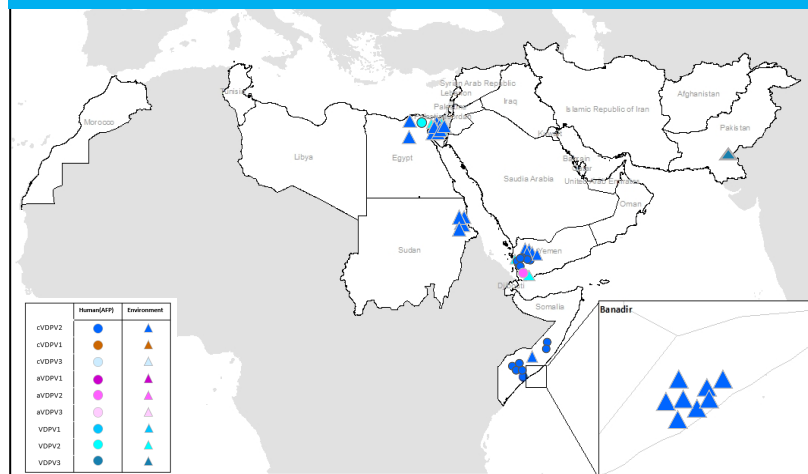 Syrian Arab Republic
Lebanon
Tunisia
Iraq
Afghanistan
Morocco
Islamic Republic of Iran
Pakistan
Libya
Egypt
Bahrain
Saudia Arabia
United Arab Emirates
Oman
Sudan
Yemen
Djibouti
Somalia
Human(AFP) Environment
cVDPV2
cVDPV1
cVDPV3
aVDPV1
aVDPV2
aVDPV3
VDPV1
VDPV2
VDPV3
Banadir